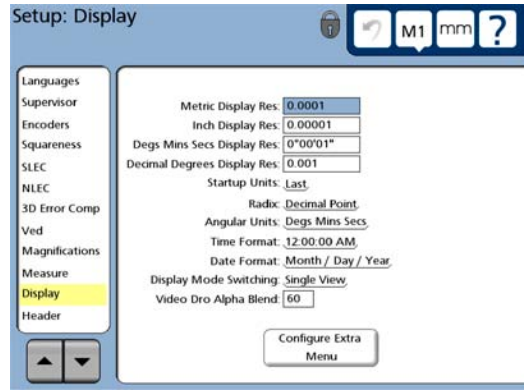 Setup: Display
M1 mm ?
Languages
Supervisor
Encoders
Squareness
SLEC
NLEC
3D Error Comp
Ved
Magnifications
Measure
Display
Header
Metric Display Res: 0.0001
Inch Display Res: 0.00001
Degs Mins Secs Display Res: 0°00'01"
Decimal Degrees Display Res: 0.001
Startup Units: Last
Radix: Decimal Point
Angular Units: Degs Mins Secs
Time Format: 12:00:00 AM
Date Format: Month / Day / Year
Display Mode Switching: Single View
Video Dro Alpha Blend: 60
Configure Extra
Menu